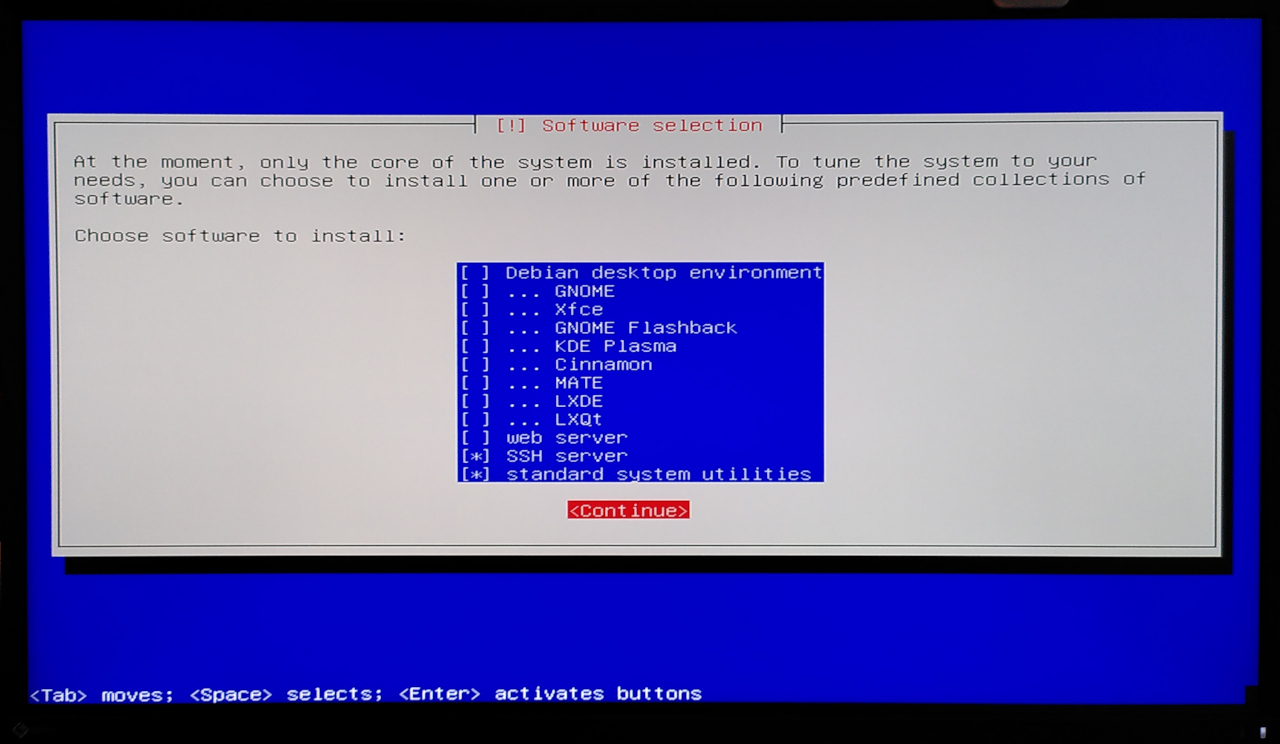 [!] Software selection
At the moment, only the core of the system is installed. To tune the system to your
needs, you can choose to install one or more of the following predefined collections of
software.
Choose software to install:
[ ] Debian desktop environment
[ ] ... GNOME
[ ] ... Xfce
[ ] ... GNOME Flashback
[ ] ... KDE Plasma
[ ] ... Cinnamon
[ ] ... MATE
[ ] ... LXDE
[ ] ... LXQt
[ ] web server
[*] SSH server
[*] standard system utilities
<Continue>
<Tab> moves; <Space> selects; <Enter> activates buttons